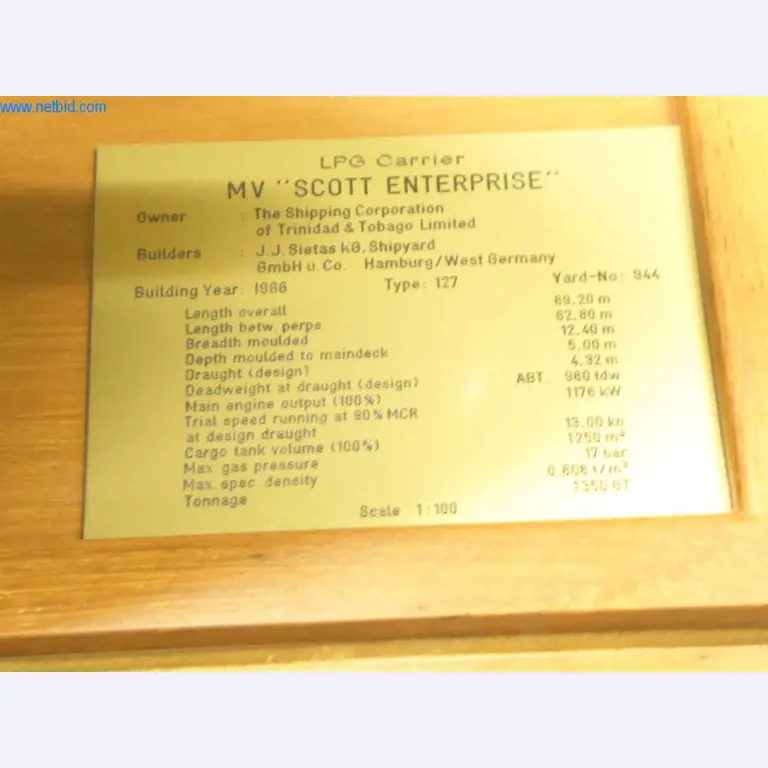 www.netbid.com
LPG Carrier
MV "SCOTT ENTERPRISE"
Owner : The Shipping Corporation
of Trinidad & Tobago Limited
Builders : J.J. Sietas KG. Shipyard
GmbH u. Co. Hamburg/West Germany
Building Year: 1986 Type: 127 Yard-No: 944
Length overall 69,20 m
Length betw. perps 62.80 m
Breadth moulded 12.40 m
Depth moulded to maindeck 5.00 m
Draught (design) 4,32 m
Deadweight at draught (design) ABT. 960 tdw
Main engine output (100%) 1176 kW
Trial speed running at 90% MCR
at design draught 13.00 kn
Cargo tank volume (100%) 1250 m³
Max. gas pressure 17 bar
Max. spec. density 0.608 t/m³
Tonnage 1350 GT
Scale 1:100